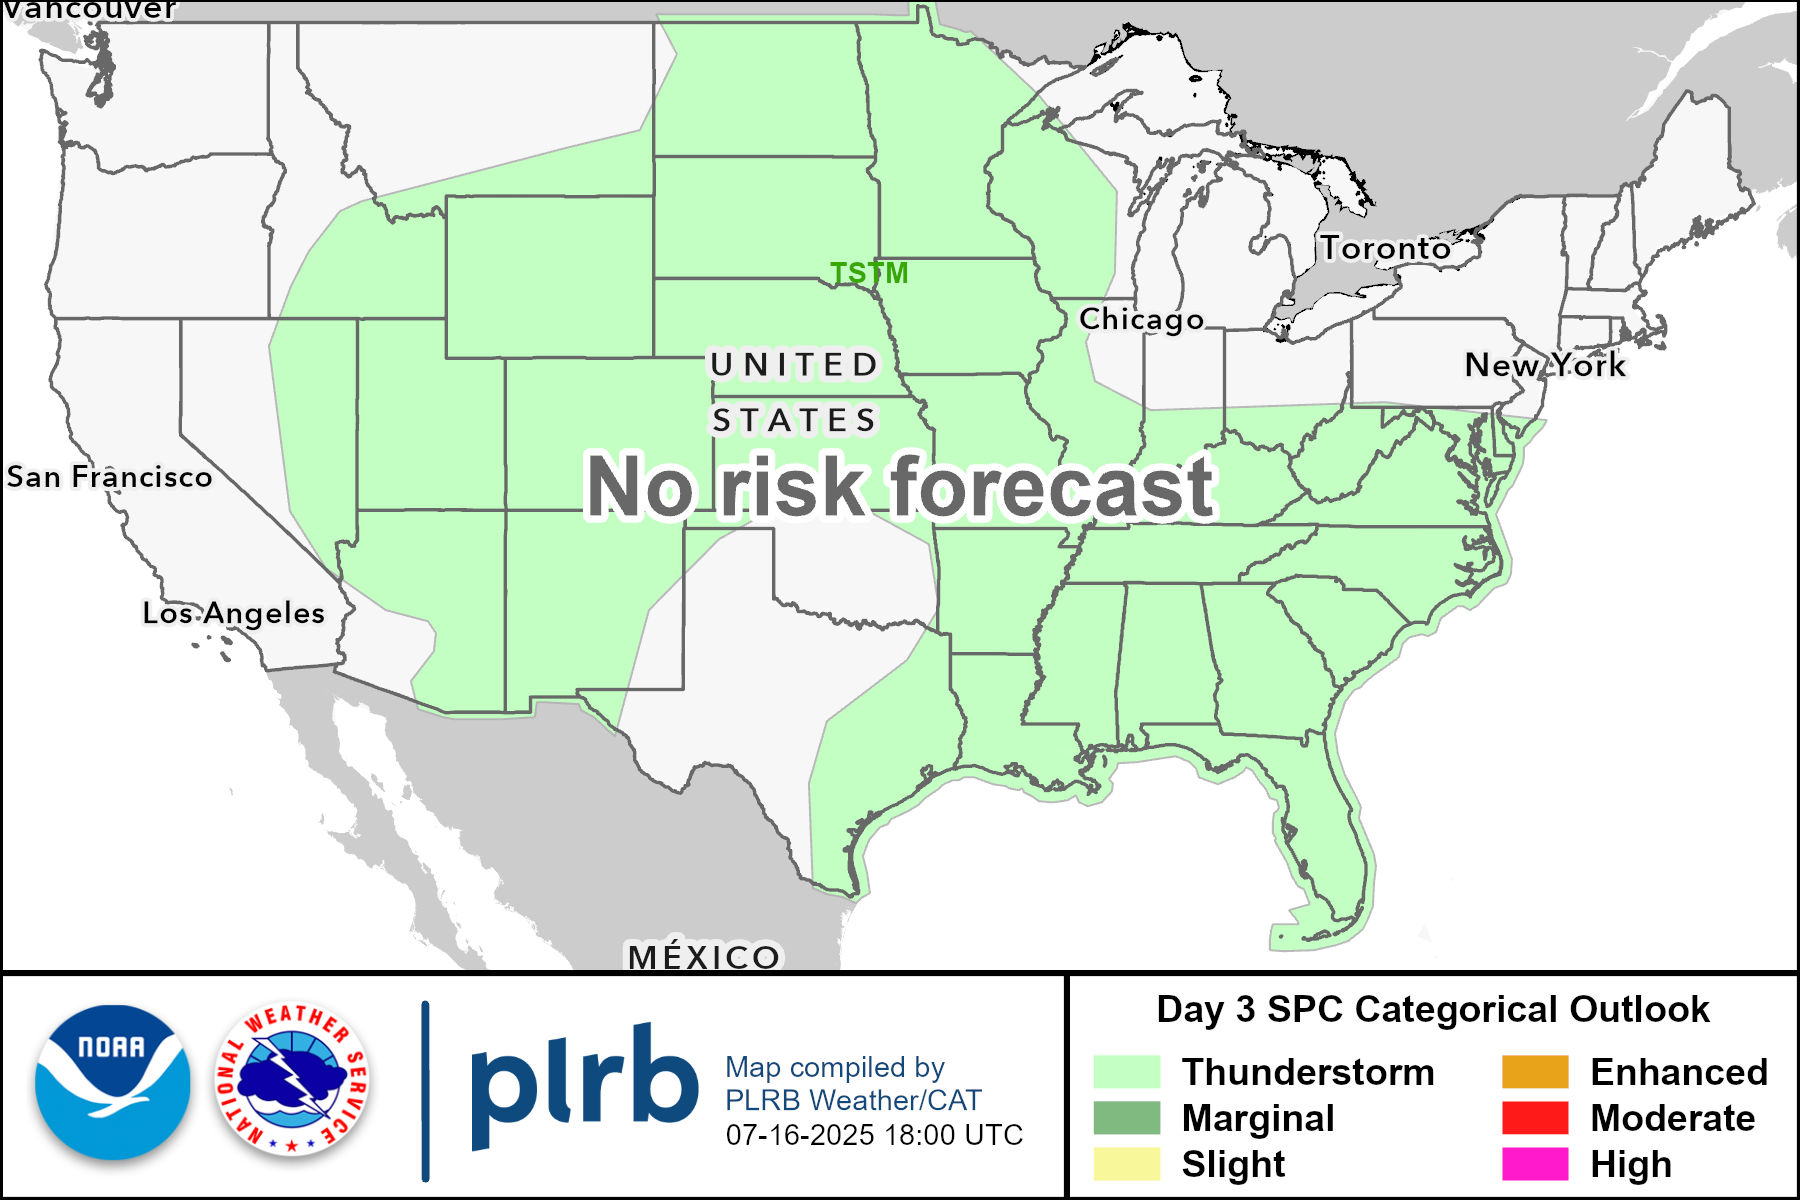 Vancouver
TSTM
Toronto
Chicago
UNITED
STATES
New York
San Francisco
No risk forecast
Los Angeles
MÉXICO
NOAA
NATIONAL WEATHER SERVICE
plrb
Map compiled by
PLRB Weather/CAT
07-16-2025 18:00 UTC
Day 3 SPC Categorical Outlook
Thunderstorm
Marginal
Slight
Enhanced
Moderate
High